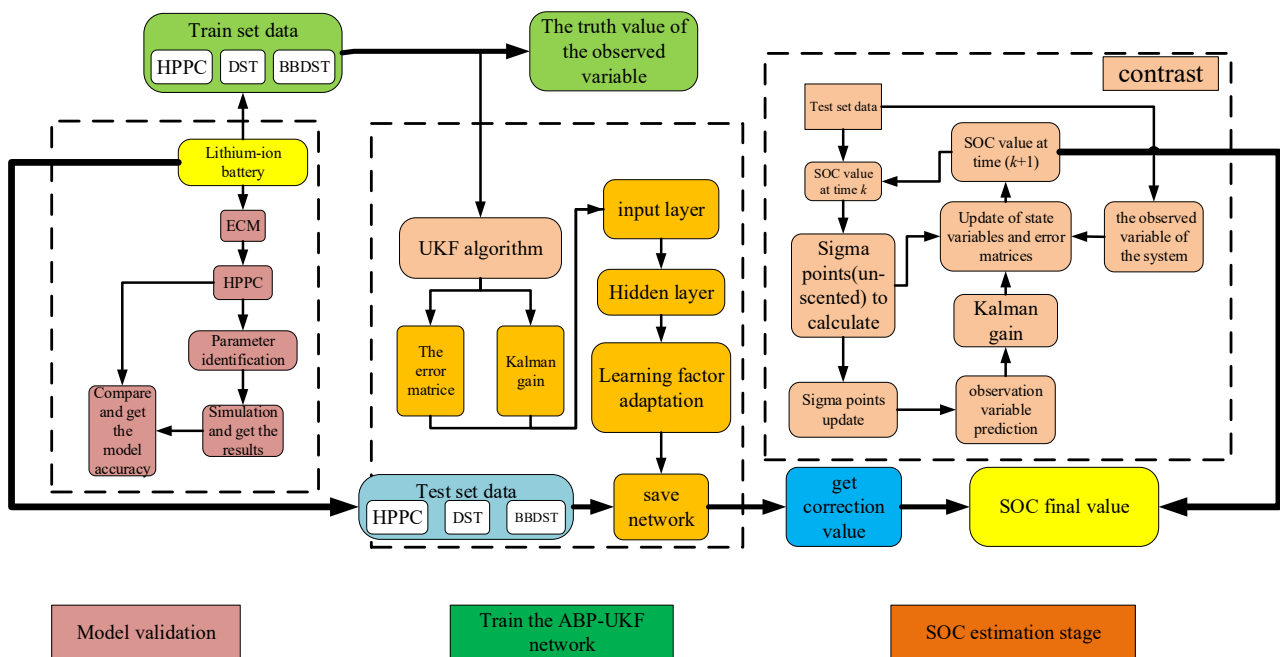 Train set data
HPPC
DST
BBDST
The truth value of
the observed
variable
Lithium-ion
battery
ECM
HPPC
Parameter
identification
Simulation
and get the
results
Compare
and get
the
model
accuracy
UKF algorithm
The
error
matrice
Kalman
gain
input layer
Hidden layer
Learning factor
adaptation
save
network
Test set data
HPPC
DST
BBDST
contrast
Test set data
SOC value
at time k
SOC value at
time (k+1)
Sigma
points(un-
scented) to
calculate
Update of state
variables and error
matrices
the observed
variable of
the system
Kalman
gain
Sigma points
update
observation
variable
prediction
get
correction
value
SOC final value
Model validation
Train the ABP-UKF
network
SOC estimation stage